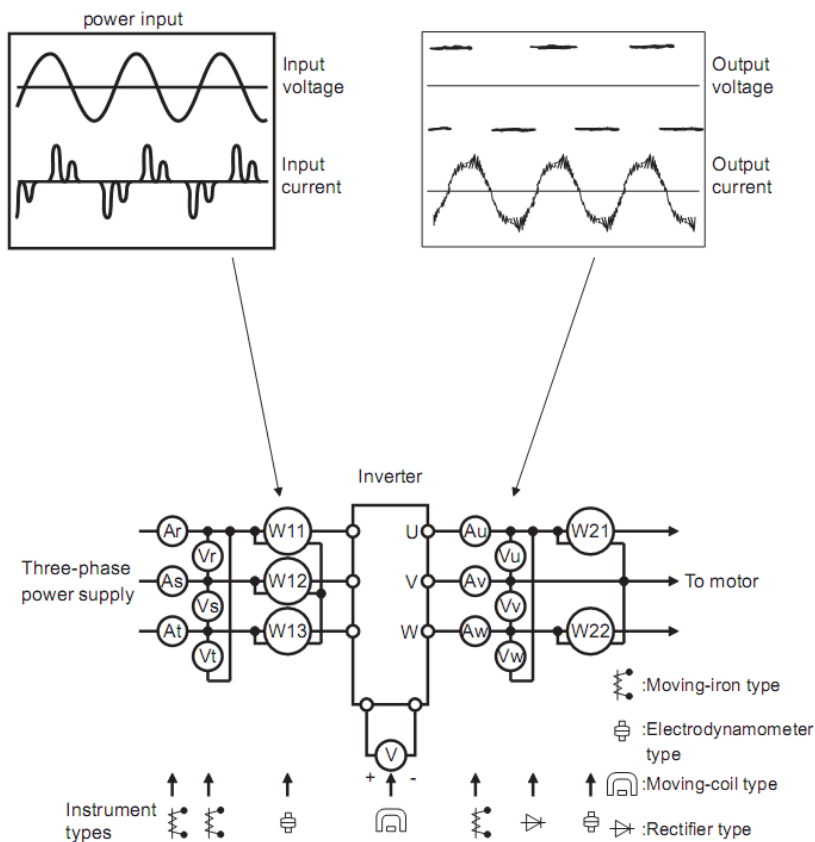 power input
Input
voltage
Input
current
Output
voltage
Output
current
Inverter
Three-phase
power supply
Ar
As
At
Vr
Vs
Vt
W11
W12
W13
U
V
W
Au
Av
Aw
Vu
Vv
Vw
W21
W22
To motor
V
+ -
:Moving-iron type
:Electrodynamometer
type
:Moving-coil type
:Rectifier type
Instrument
types